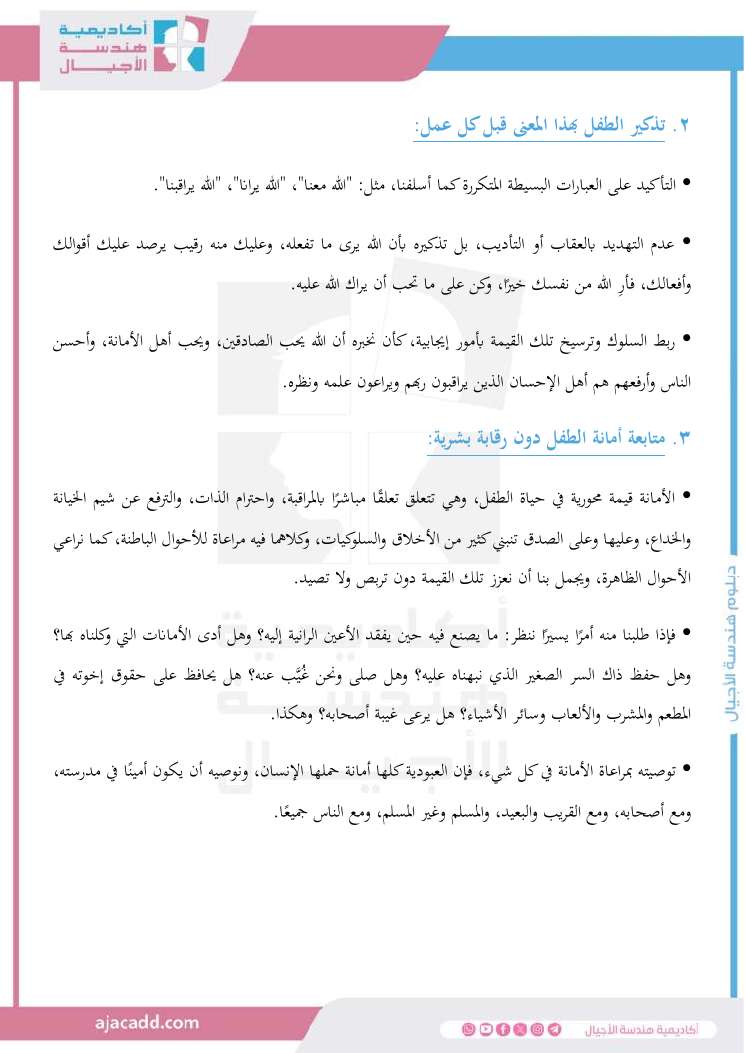 أكاديمية
هندسة
الأجيال
٢. تذكير الطفل بهذا المعنى قبل كل عمل:
● التأكيد على العبارات البسيطة المتكررة كما أسلفنا، مثل: "الله معنا"، "الله يرانا"، "الله يراقبنا".
● عدم التهديد بالعقاب أو التأديب، بل تذكيره بأن الله يرى ما تفعله، وعليك منه رقيب يرصد عليك أقوالك
وأفعالك، فأرِ الله من نفسك خيرًا، وكن على ما تحب أن يراك الله عليه.
● ربط السلوك وترسيخ تلك القيمة بأمور إيجابية، كأن نخبره أن الله يحب الصادقين، ويحب أهل الأمانة، وأحسن
الناس وأرفعهم هم أهل الإحسان الذين يراقبون ربهم ويراعون علمه ونظره.
٣. متابعة أمانة الطفل دون رقابة بشرية:
● الأمانة قيمة محورية في حياة الطفل، وهي تتعلق تعلقًا مباشرًا بالمراقبة، واحترام الذات، والترفع عن شيم الخيانة
والخداع، وعليها وعلى الصدق تنبني كثير من الأخلاق والسلوكيات، وكلاهما فيه مراعاة للأحوال الباطنة، كما نراعي
الأحوال الظاهرة، ويجمل بنا أن نعزز تلك القيمة دون تربص ولا تصيد.
● فإذا طلبنا منه أمرًا يسيرًا ننظر: ما يصنع فيه حين يفقد الأعين الرانية إليه؟ وهل أدى الأمانات التي وكلناه بها؟
وهل حفظ ذاك السر الصغير الذي نبهناه عليه؟ وهل صلى ونحن غُيَّب عنه؟ هل يحافظ على حقوق إخوته في
المطعم والمشرب والألعاب وسائر الأشياء؟ هل يرعى غيبة أصحابه؟ وهكذا.
● توصيته بمراعاة الأمانة في كل شيء، فإن العبودية كلها أمانة حملها الإنسان، ونوصيه أن يكون أمينًا في مدرسته،
ومع أصحابه، ومع القريب والبعيد، والمسلم وغير المسلم، ومع الناس جميعًا.
دبلوم هندسة الأجيال
أكاديمية
هندسة
الأجيال
أكاديمية هندسة الأجيال
ajacadd.com